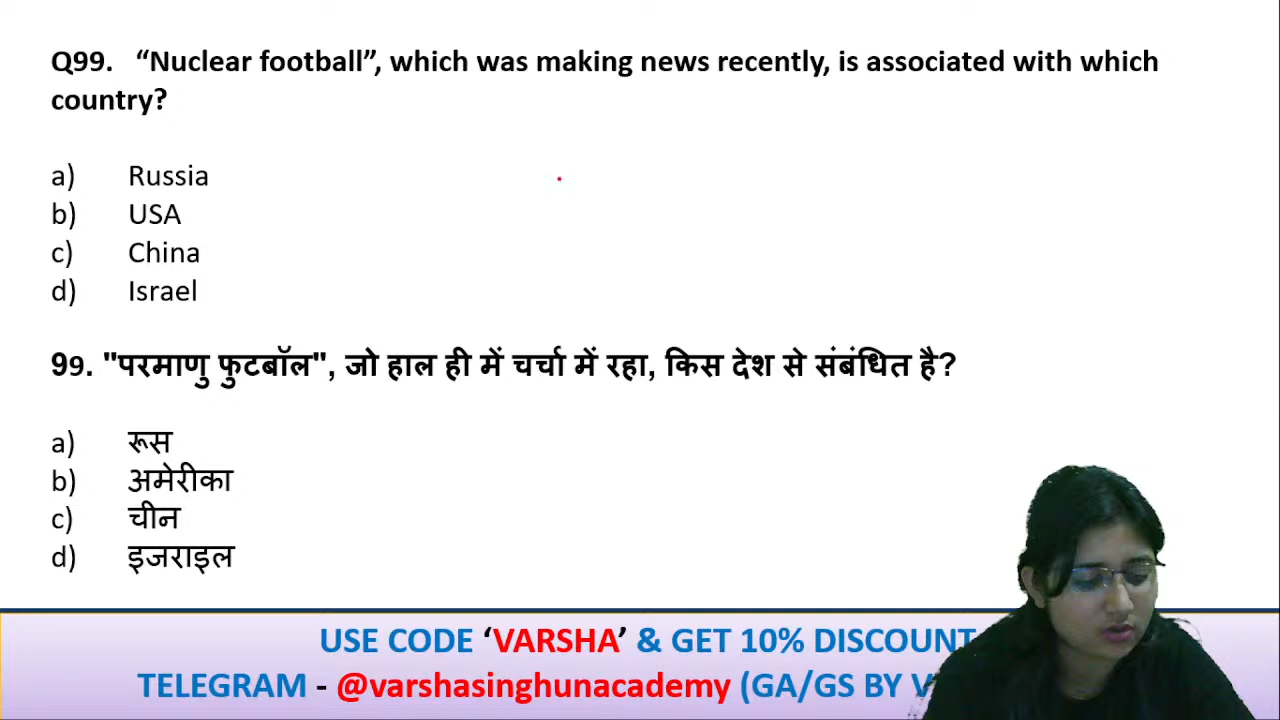 Q99. “Nuclear football”, which was making news recently, is associated with which
country?
a) Russia
b) USA
c) China
d) Israel
99. "परमाणु फुटबॉल", जो हाल ही में चर्चा में रहा, किस देश से संबंधित है?
a) रूस
b) अमेरीका
c) चीन
d) इजराइल
USE CODE ‘VARSHA’ & GET 10% DISCOUNT
TELEGRAM - @varshasinghunacademy (GA/GS BY